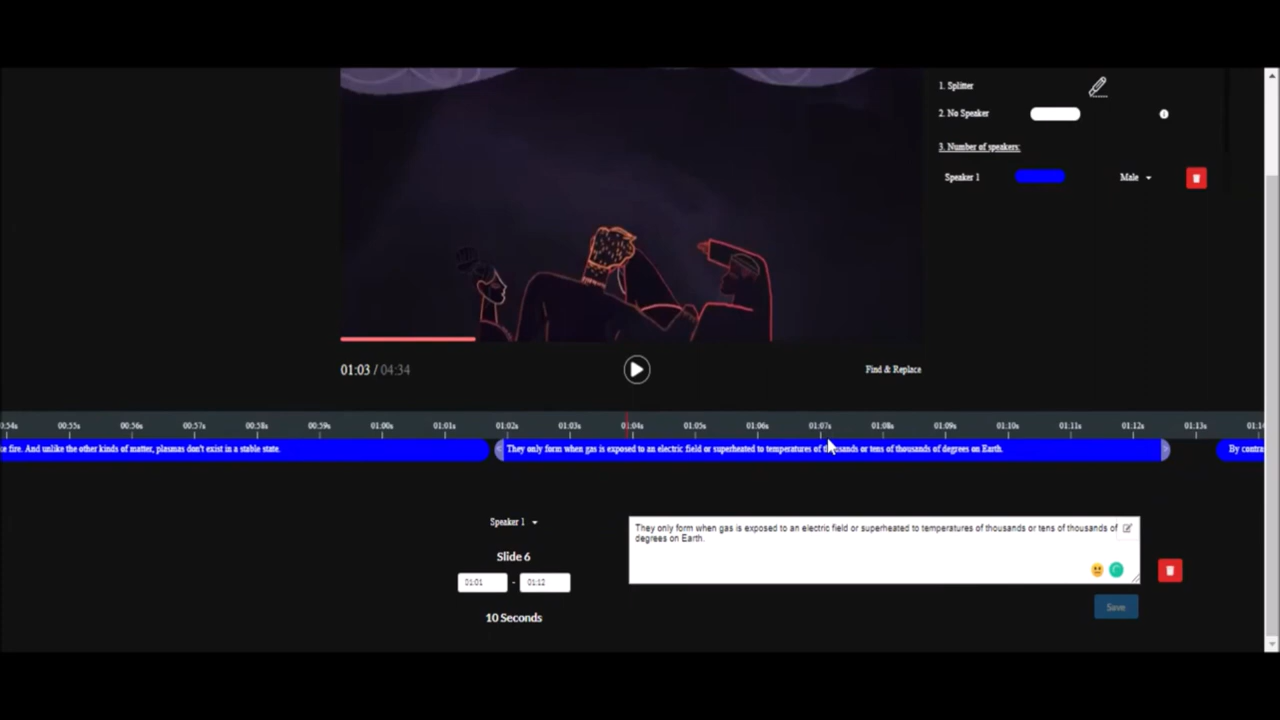 1. Splitter
2. No Speaker
3. Number of speakers:
Speaker 1
Male
01:03 / 04:34
Find & Replace
0:54s 00:55s 00:56s 00:57s 00:58s 00:59s 01:00s 01:01s 01:02s 01:03s 01:04s 01:05s 01:06s 01:07s 01:08s 01:09s 01:10s 01:11s 01:12s 01:13s 01:14
e fire. And unlike the other kinds of matter, plasmas don't exist in a stable state.
They only form when gas is exposed to an electric field or superheated to temperatures of thousands or tens of thousands of degrees on Earth.
By contra
Speaker 1
They only form when gas is exposed to an electric field or superheated to temperatures of thousands or tens of thousands of
degrees on Earth.
Slide 6
01:01 - 01:12
10 Seconds
Save